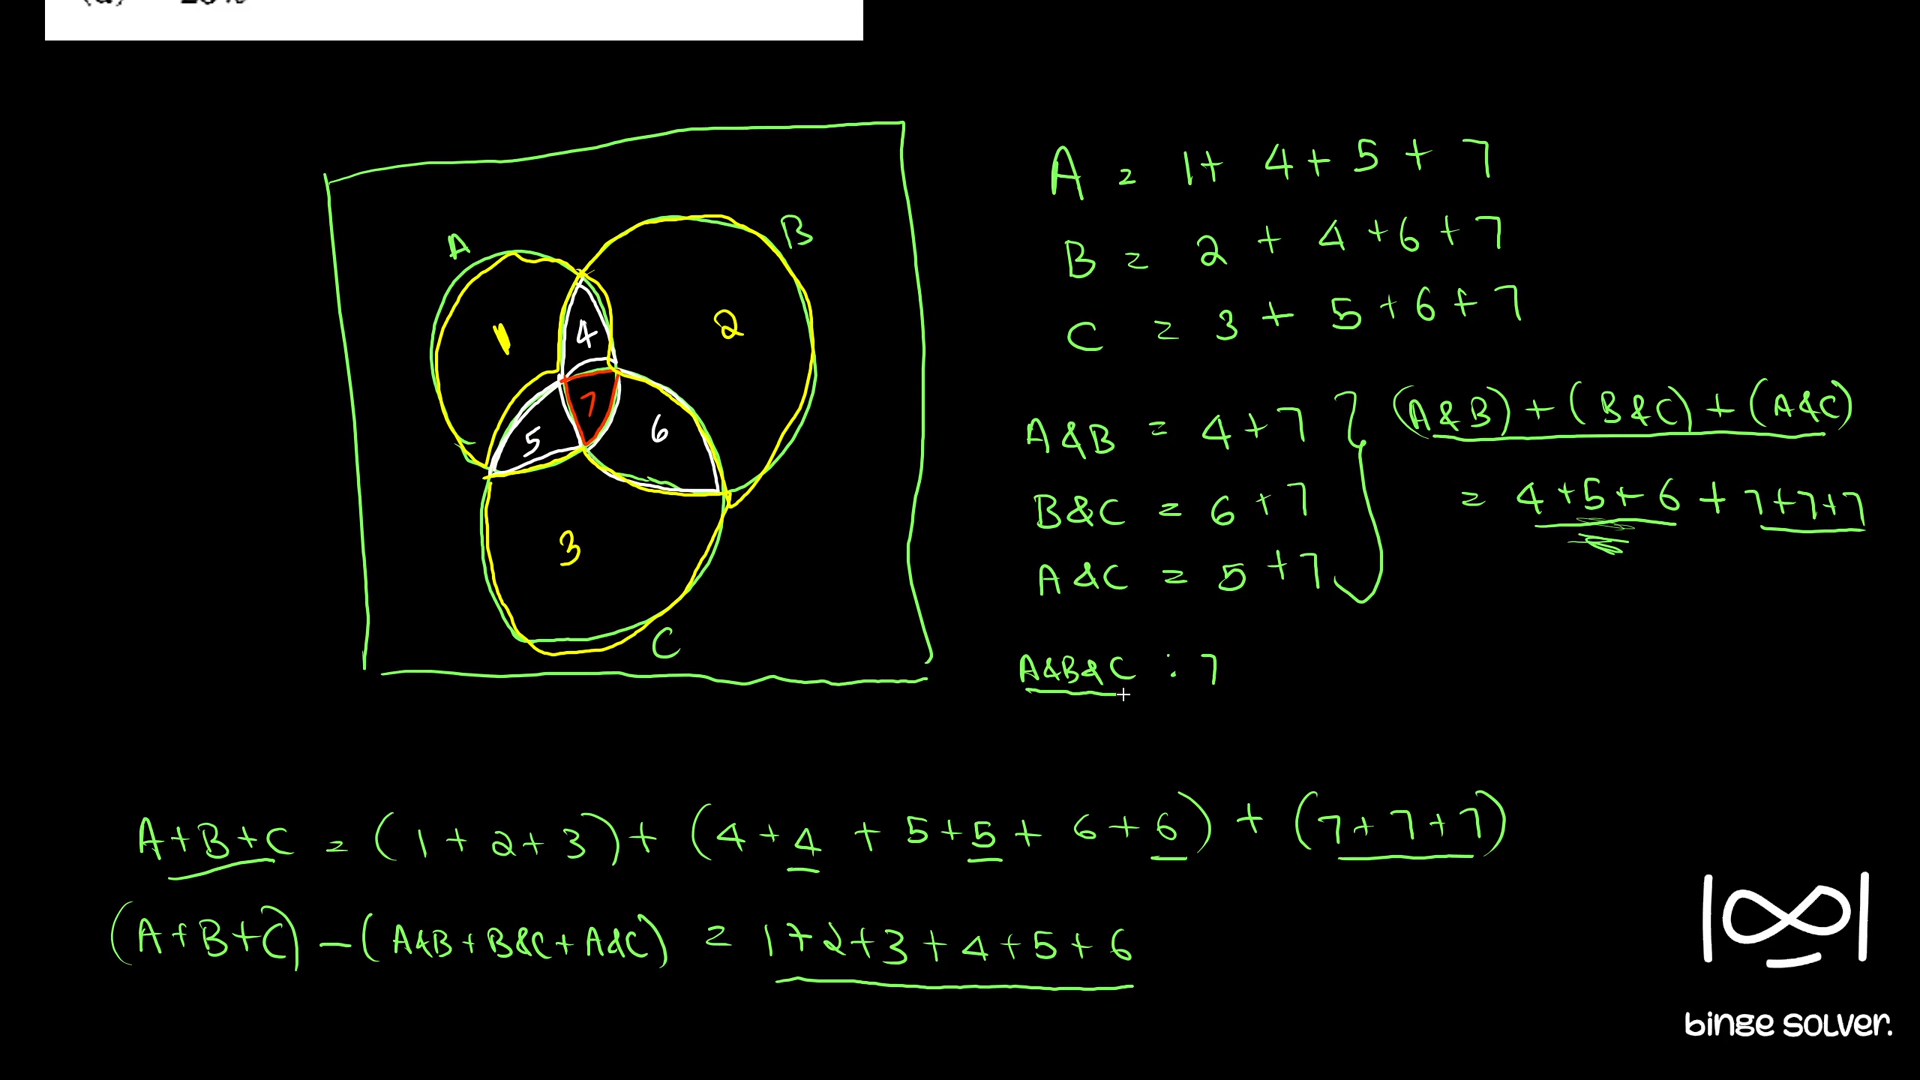 A
B
1
4
2
7
5
6
3
C
A = 1+ 4+ 5 + 7
B = 2 + 4 +6 + 7
C = 3 + 5 +6 + 7
A&B = 4 + 7
B&C = 6 + 7
A&C = 5 + 7
(A&B) + (B&C) + (A&C)
= 4 +5 + 6 + 7+7+7
A&B&C : 7
A+B+C = (1 + 2 + 3) + (4 + 4 + 5 + 5 + 6 + 6) + (7 + 7 + 7)
(A+B+C) – (A&B + B&C + A&C) = 1+2+3 + 4 + 5 + 6
binge solver.